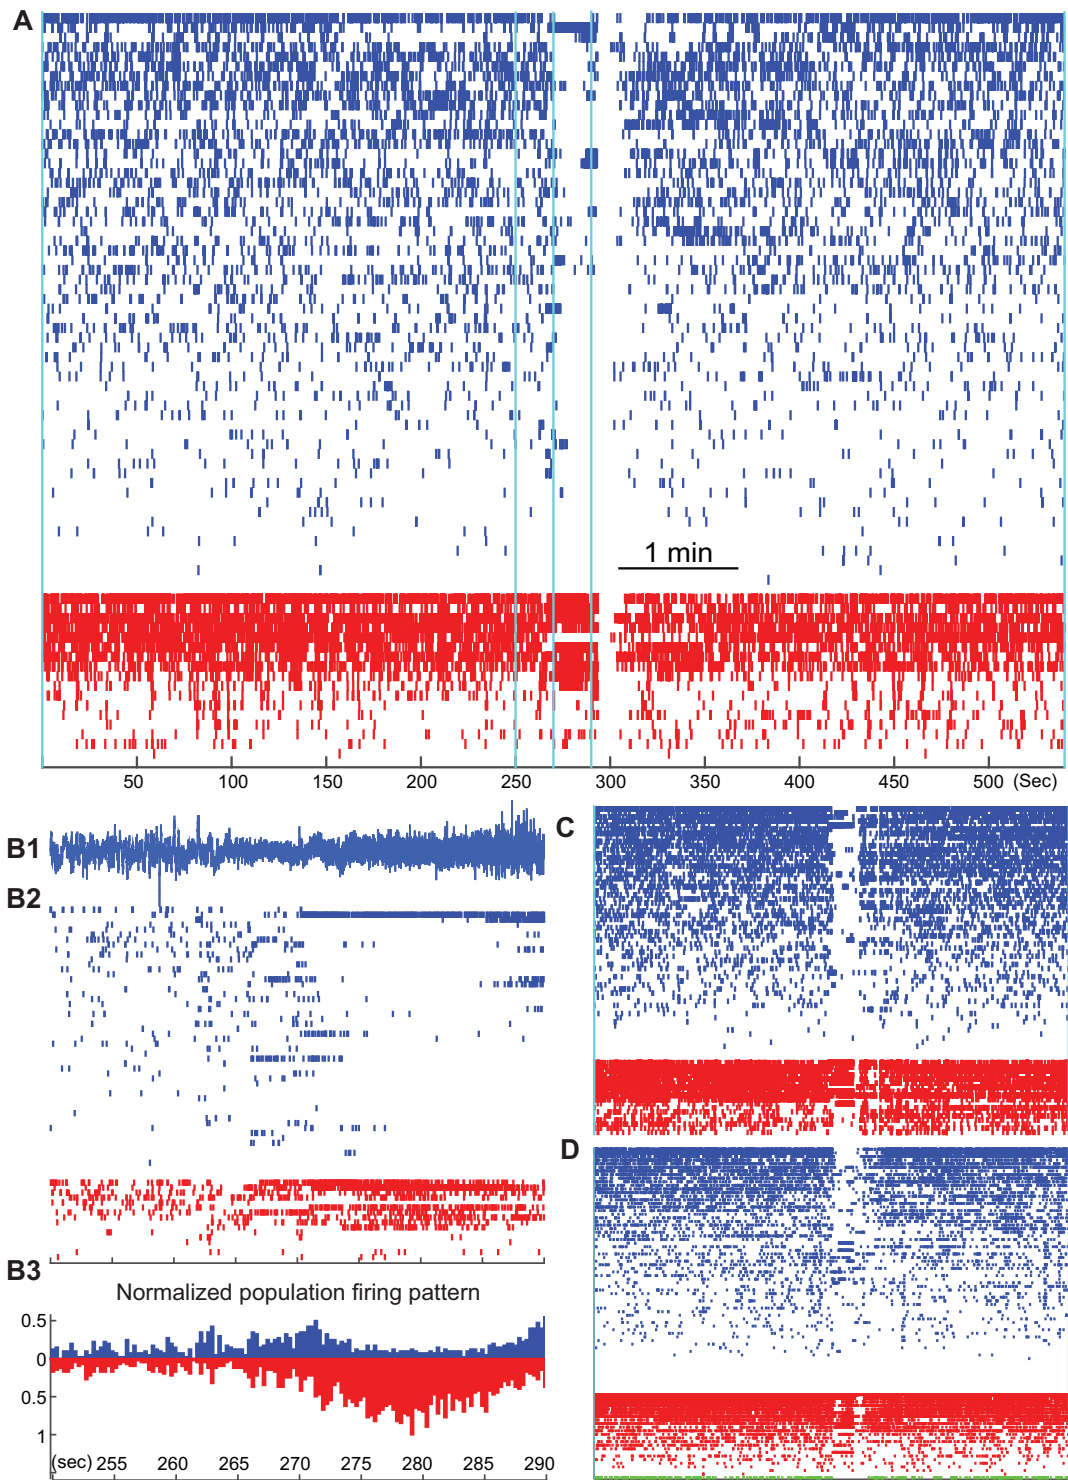 A
1 min
50 100 150 200 250 300 350 400 450 500 (Sec)
B1
B2
B3
Normalized population firing pattern
0.5
0
0.5
1
(sec) 255 260 265 270 275 280 285 290
C
D